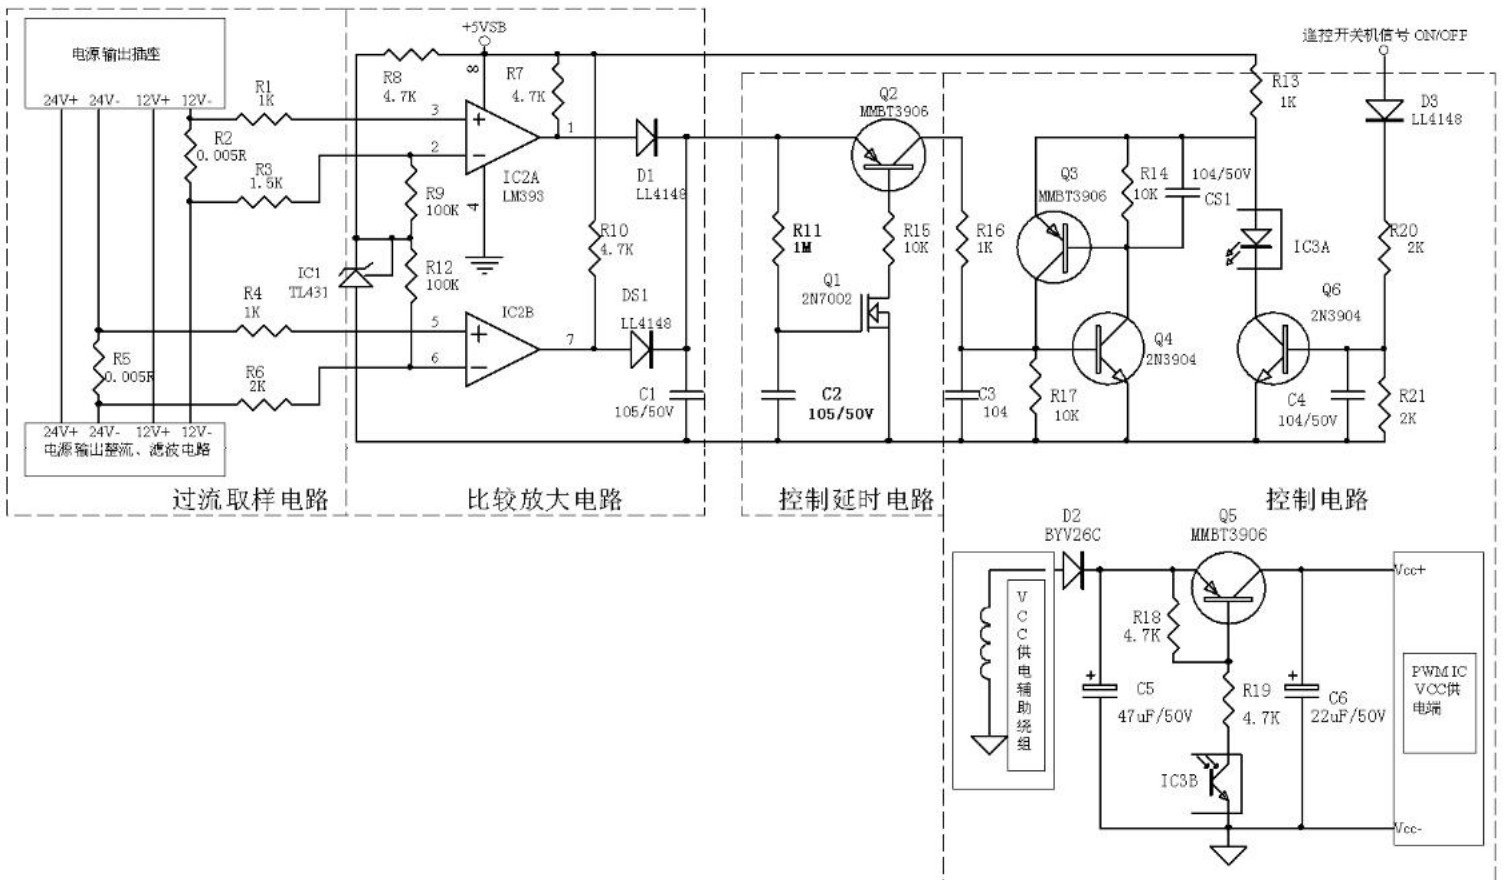 电源输出插座
24V+ 24V- 12V+ 12V-
R1
1K
R2
0.005R
R3
1.5K
R4
1K
R5
0.005R
R6
2K
24V+ 24V- 12V+ 12V-
电源输出整流、滤波电路
过流取样电路
+5VSB
R8
4.7K
8
R7
4.7K
3
2
1
4
IC2A
LM393
R9
100K
IC1
TL431
R12
100K
IC2B
5
6
7
D1
LL4148
R10
4.7K
DS1
LL4148
C1
105/50V
比较放大电路
Q2
MMBT3906
R11
1M
R15
10K
Q1
2N7002
C2
105/50V
控制延时电路
R16
1K
C3
104
遥控开关机信号 ON/OFF
R13
1K
D3
LL4148
Q3
MMBT3906
R14
10K
104/50V
CS1
IC3A
R20
2K
Q6
2N3904
Q4
2N3904
R17
10K
C4
104/50V
R21
2K
控制电路
D2
BYV26C
Q5
MMBT3906
VCC供电辅助绕组
R18
4.7K
C5
47uF/50V
R19
4.7K
C6
22uF/50V
IC3B
Vcc+
PWM IC
VCC供
电端
Vcc-